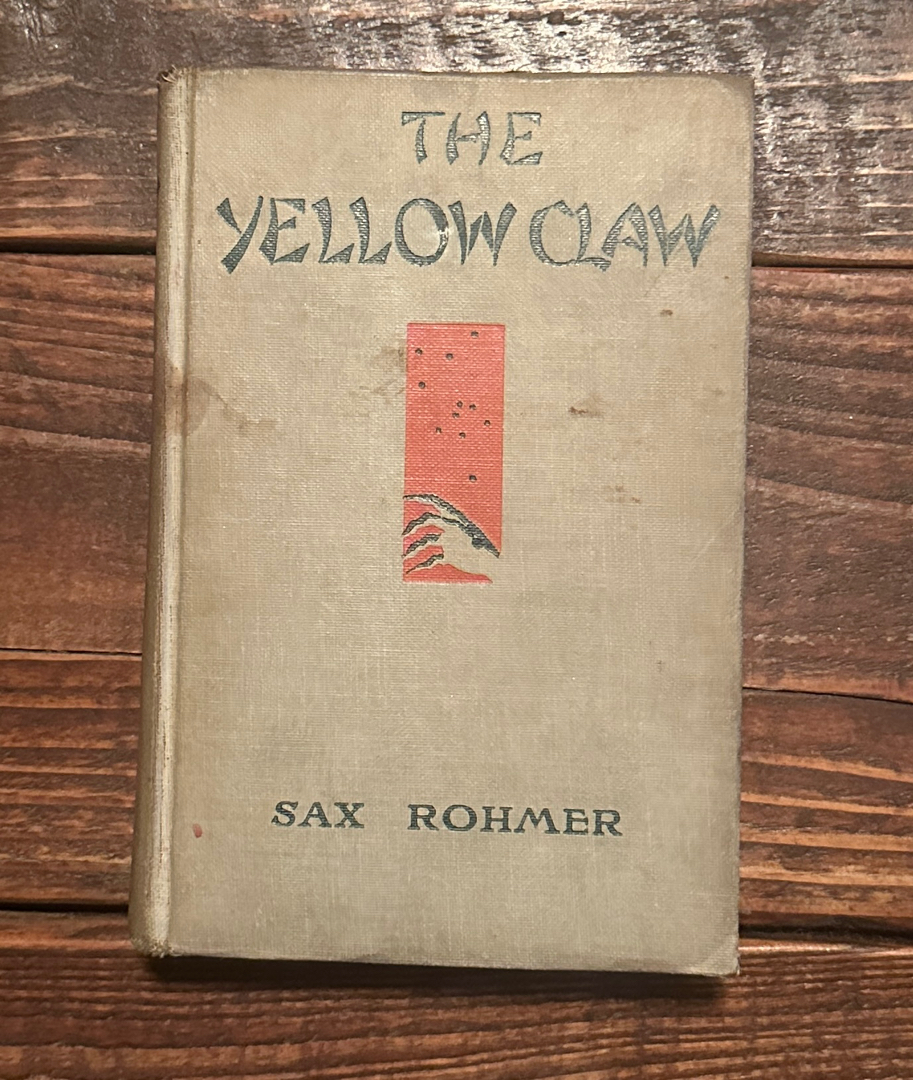 THE
YELLOW CLAW
SAX ROHMER